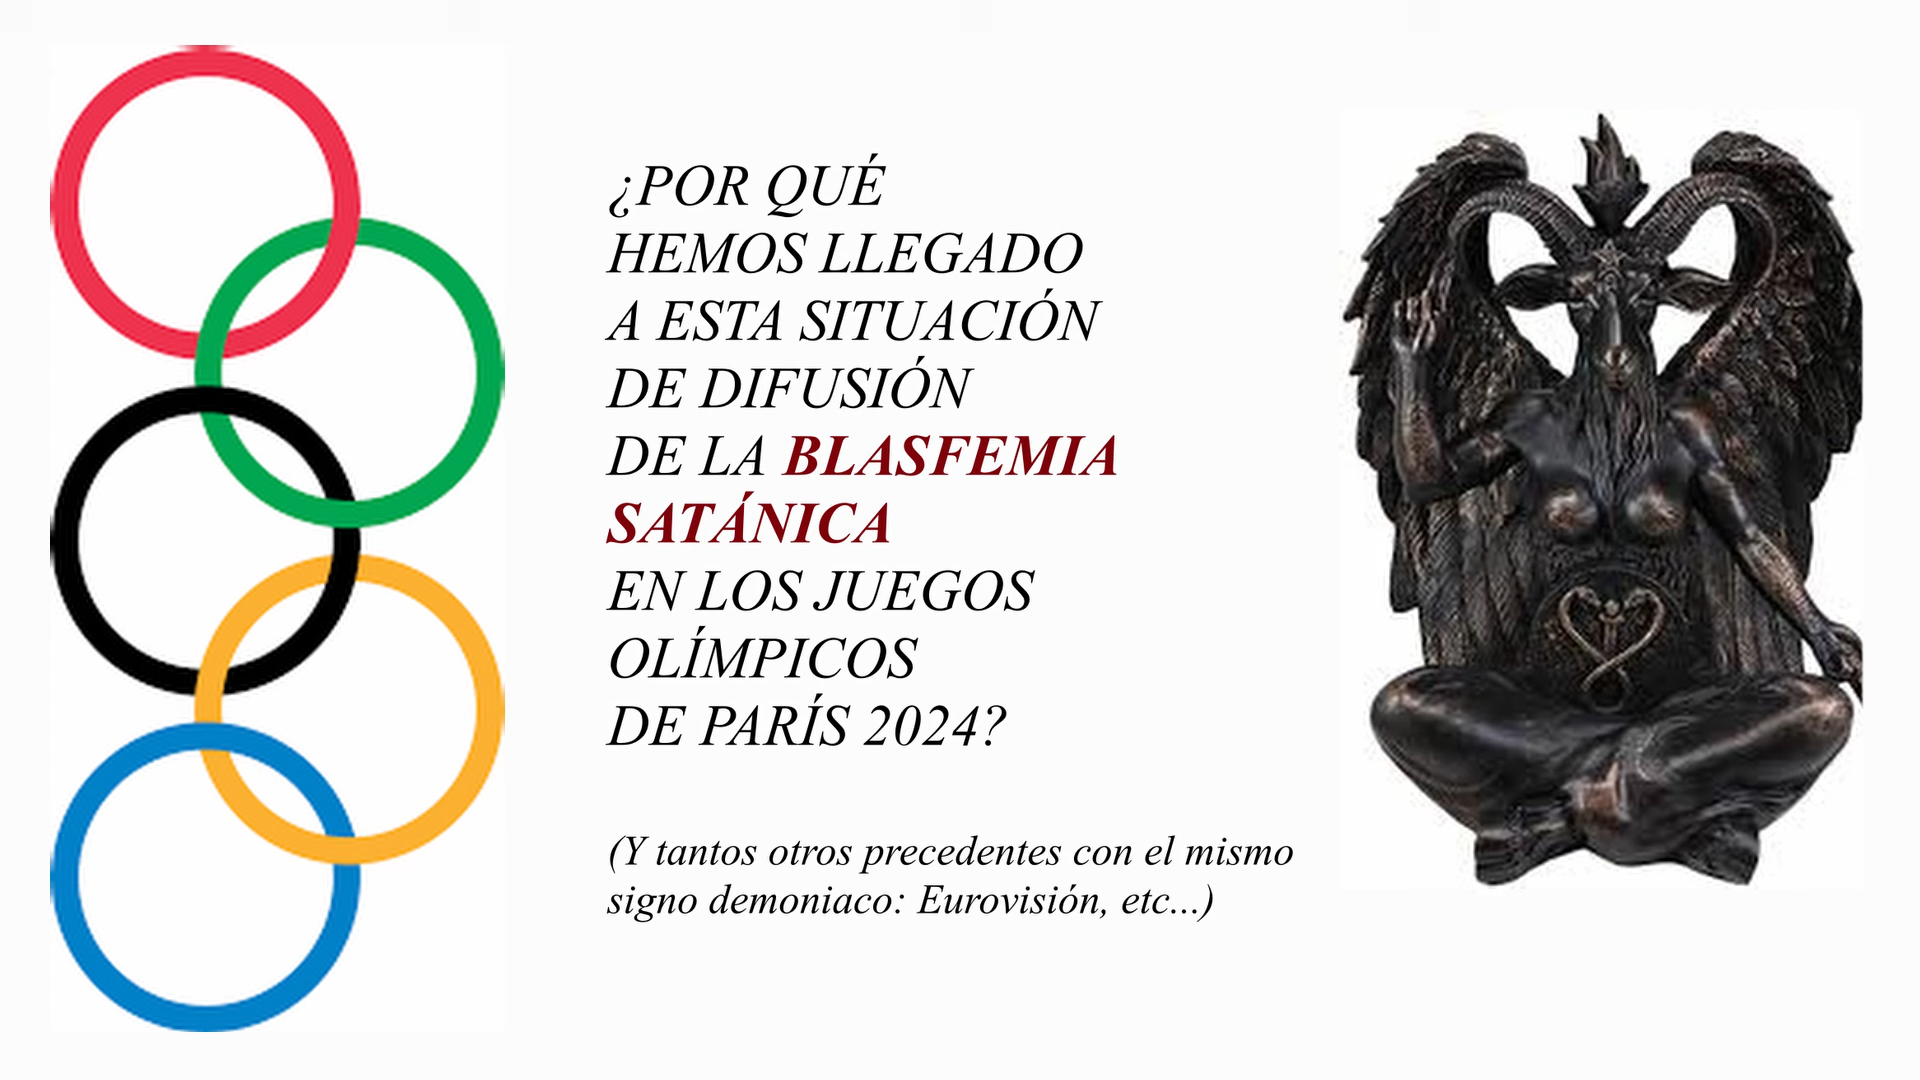 ¿POR QUÉ
HEMOS LLEGADO
A ESTA SITUACIÓN
DE DIFUSIÓN
DE LA BLASFEMIA
SATÁNICA
EN LOS JUEGOS
OLÍMPICOS
DE PARÍS 2024?
(Y tantos otros precedentes con el mismo
signo demoniaco: Eurovisión, etc...)